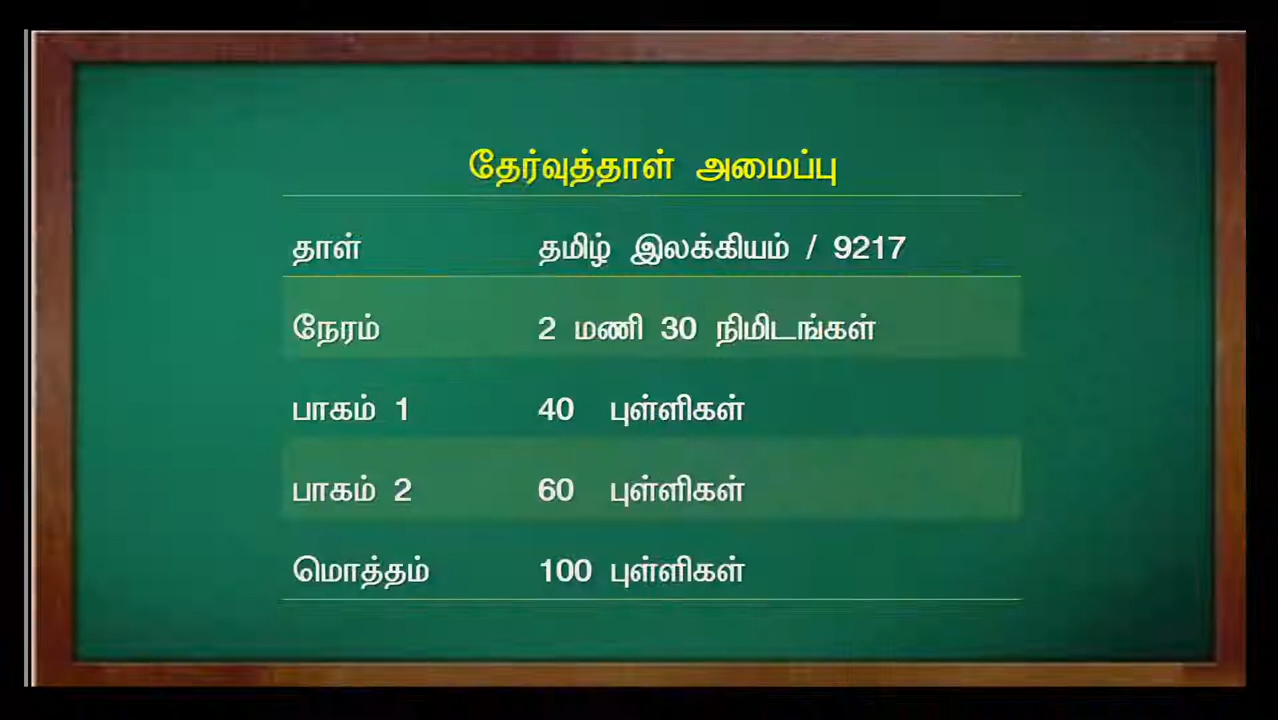 தேர்வுத்தாள் அமைப்பு
தாள் தமிழ் இலக்கியம் / 9217
நேரம் 2 மணி 30 நிமிடங்கள்
பாகம் 1 40 புள்ளிகள்
பாகம் 2 60 புள்ளிகள்
மொத்தம் 100 புள்ளிகள்